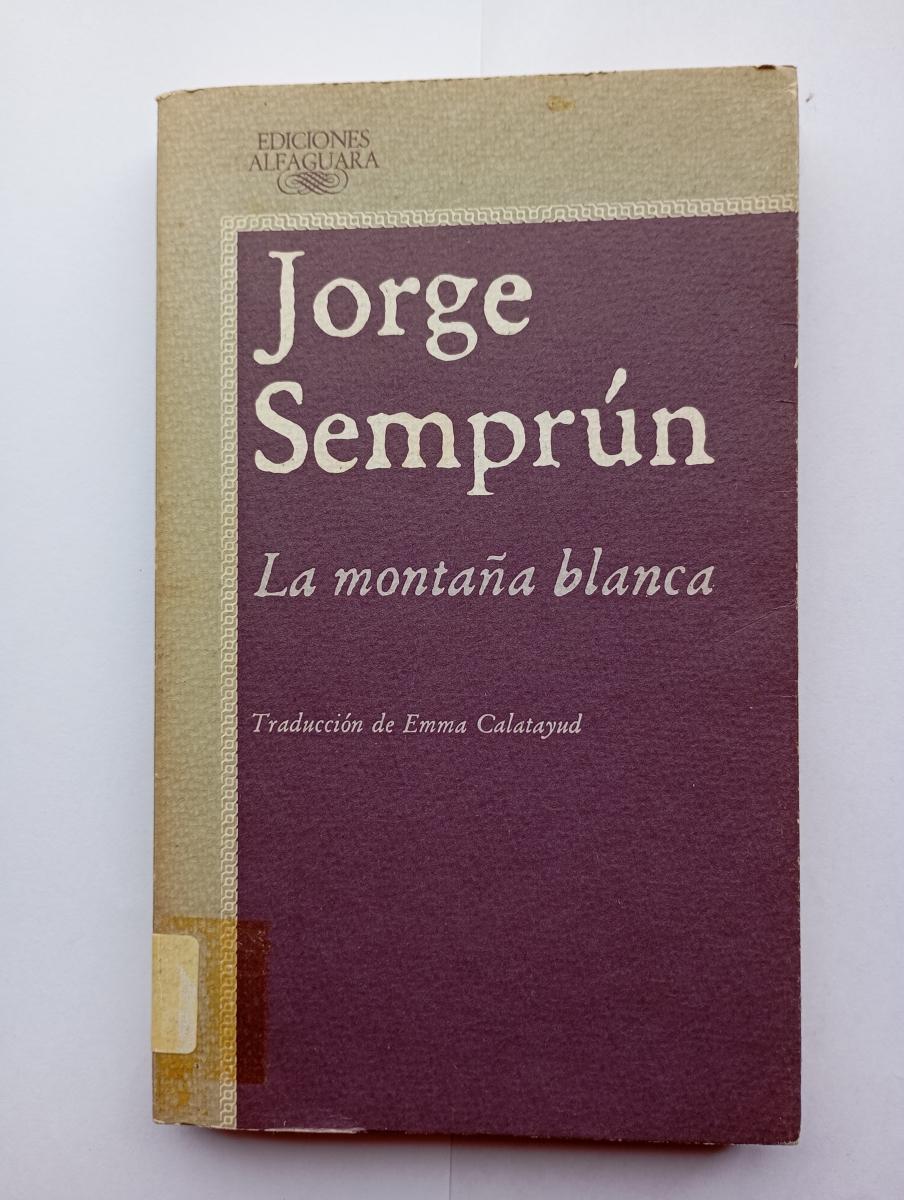 EDICIONES
ALFAGUARA
Jorge
Semprún
La montaña blanca
Traducción de Emma Calatayud